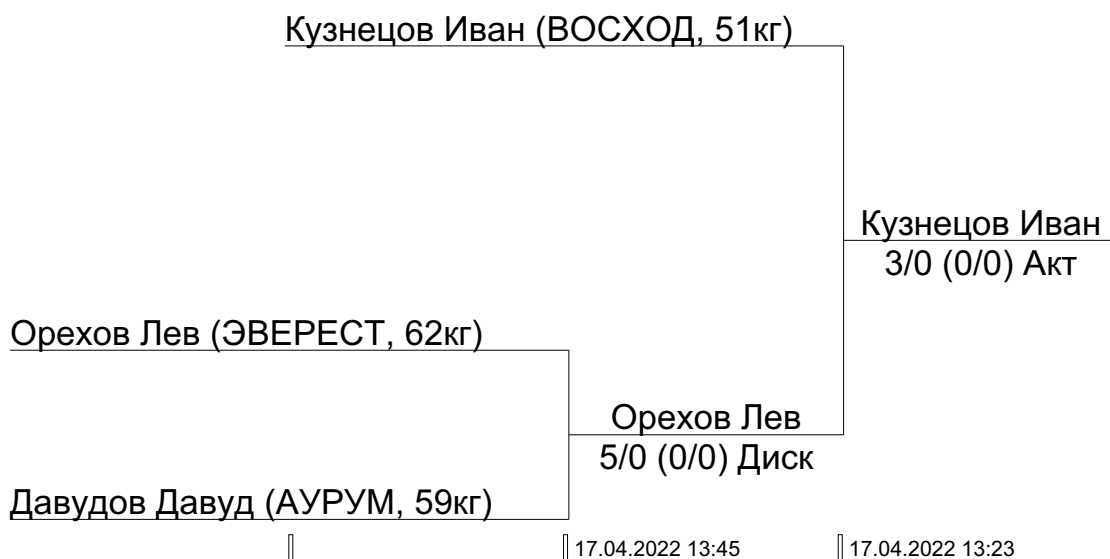 Кузнецов Иван (ВОСХОД, 51кг)
Кузнецов Иван
3/0 (0/0) Акт
Орехов Лев (ЭВЕРЕСТ, 62кг)
Орехов Лев
5/0 (0/0) Диск
Давудов Давуд (АУРУМ, 59кг)
17.04.2022 13:45 17.04.2022 13:23